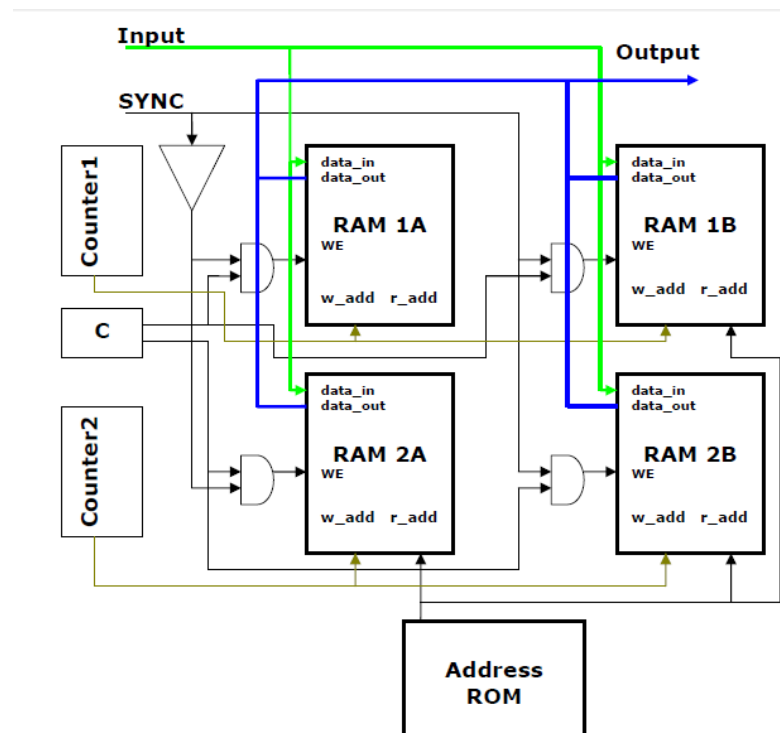 Input
Output
SYNC
Counter1
data_in
data_out
RAM 1A
WE
w_add r_add
data_in
data_out
RAM 1B
WE
w_add r_add
C
Counter2
data_in
data_out
RAM 2A
WE
w_add r_add
data_in
data_out
RAM 2B
WE
w_add r_add
Address
ROM